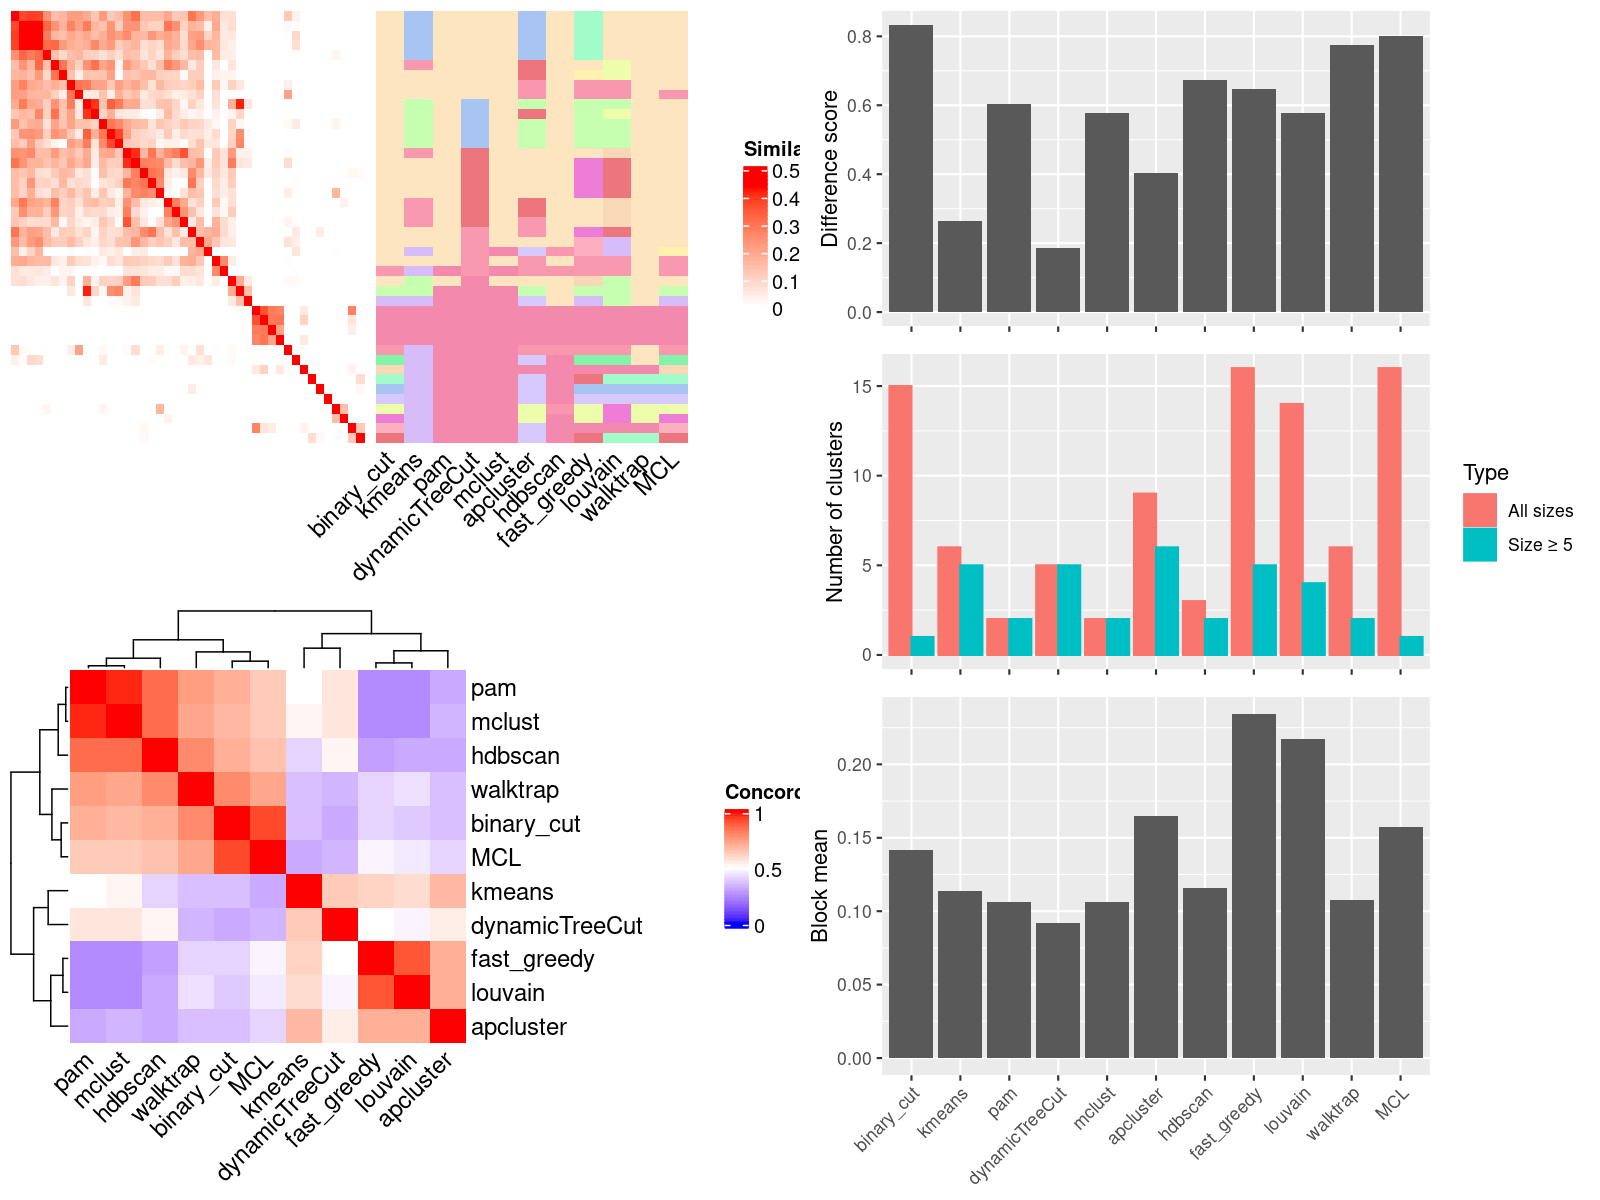 Simila
0.5
0.4
0.3
0.2
0.1
0
binary_cut
kmeans
pam
dynamicTreeCut
mclust
apcluster
hdbscan
fast_greedy
louvain
walktrap
MCL
pam
mclust
hdbscan
walktrap
binary_cut
MCL
kmeans
dynamicTreeCut
fast_greedy
louvain
apcluster
Concord
1
0.5
0
pam
mclust
hdbscan
walktrap
binary_cut
MCL
kmeans
dynamicTreeCut
fast_greedy
louvain
apcluster
Difference score
0.8
0.6
0.4
0.2
0.0
Number of clusters
15
10
5
0
Type
All sizes
Size ≥ 5
Block mean
0.20
0.15
0.10
0.05
0.00
binary_cut
kmeans
pam
dynamicTreeCut
mclust
apcluster
hdbscan
fast_greedy
louvain
walktrap
MCL